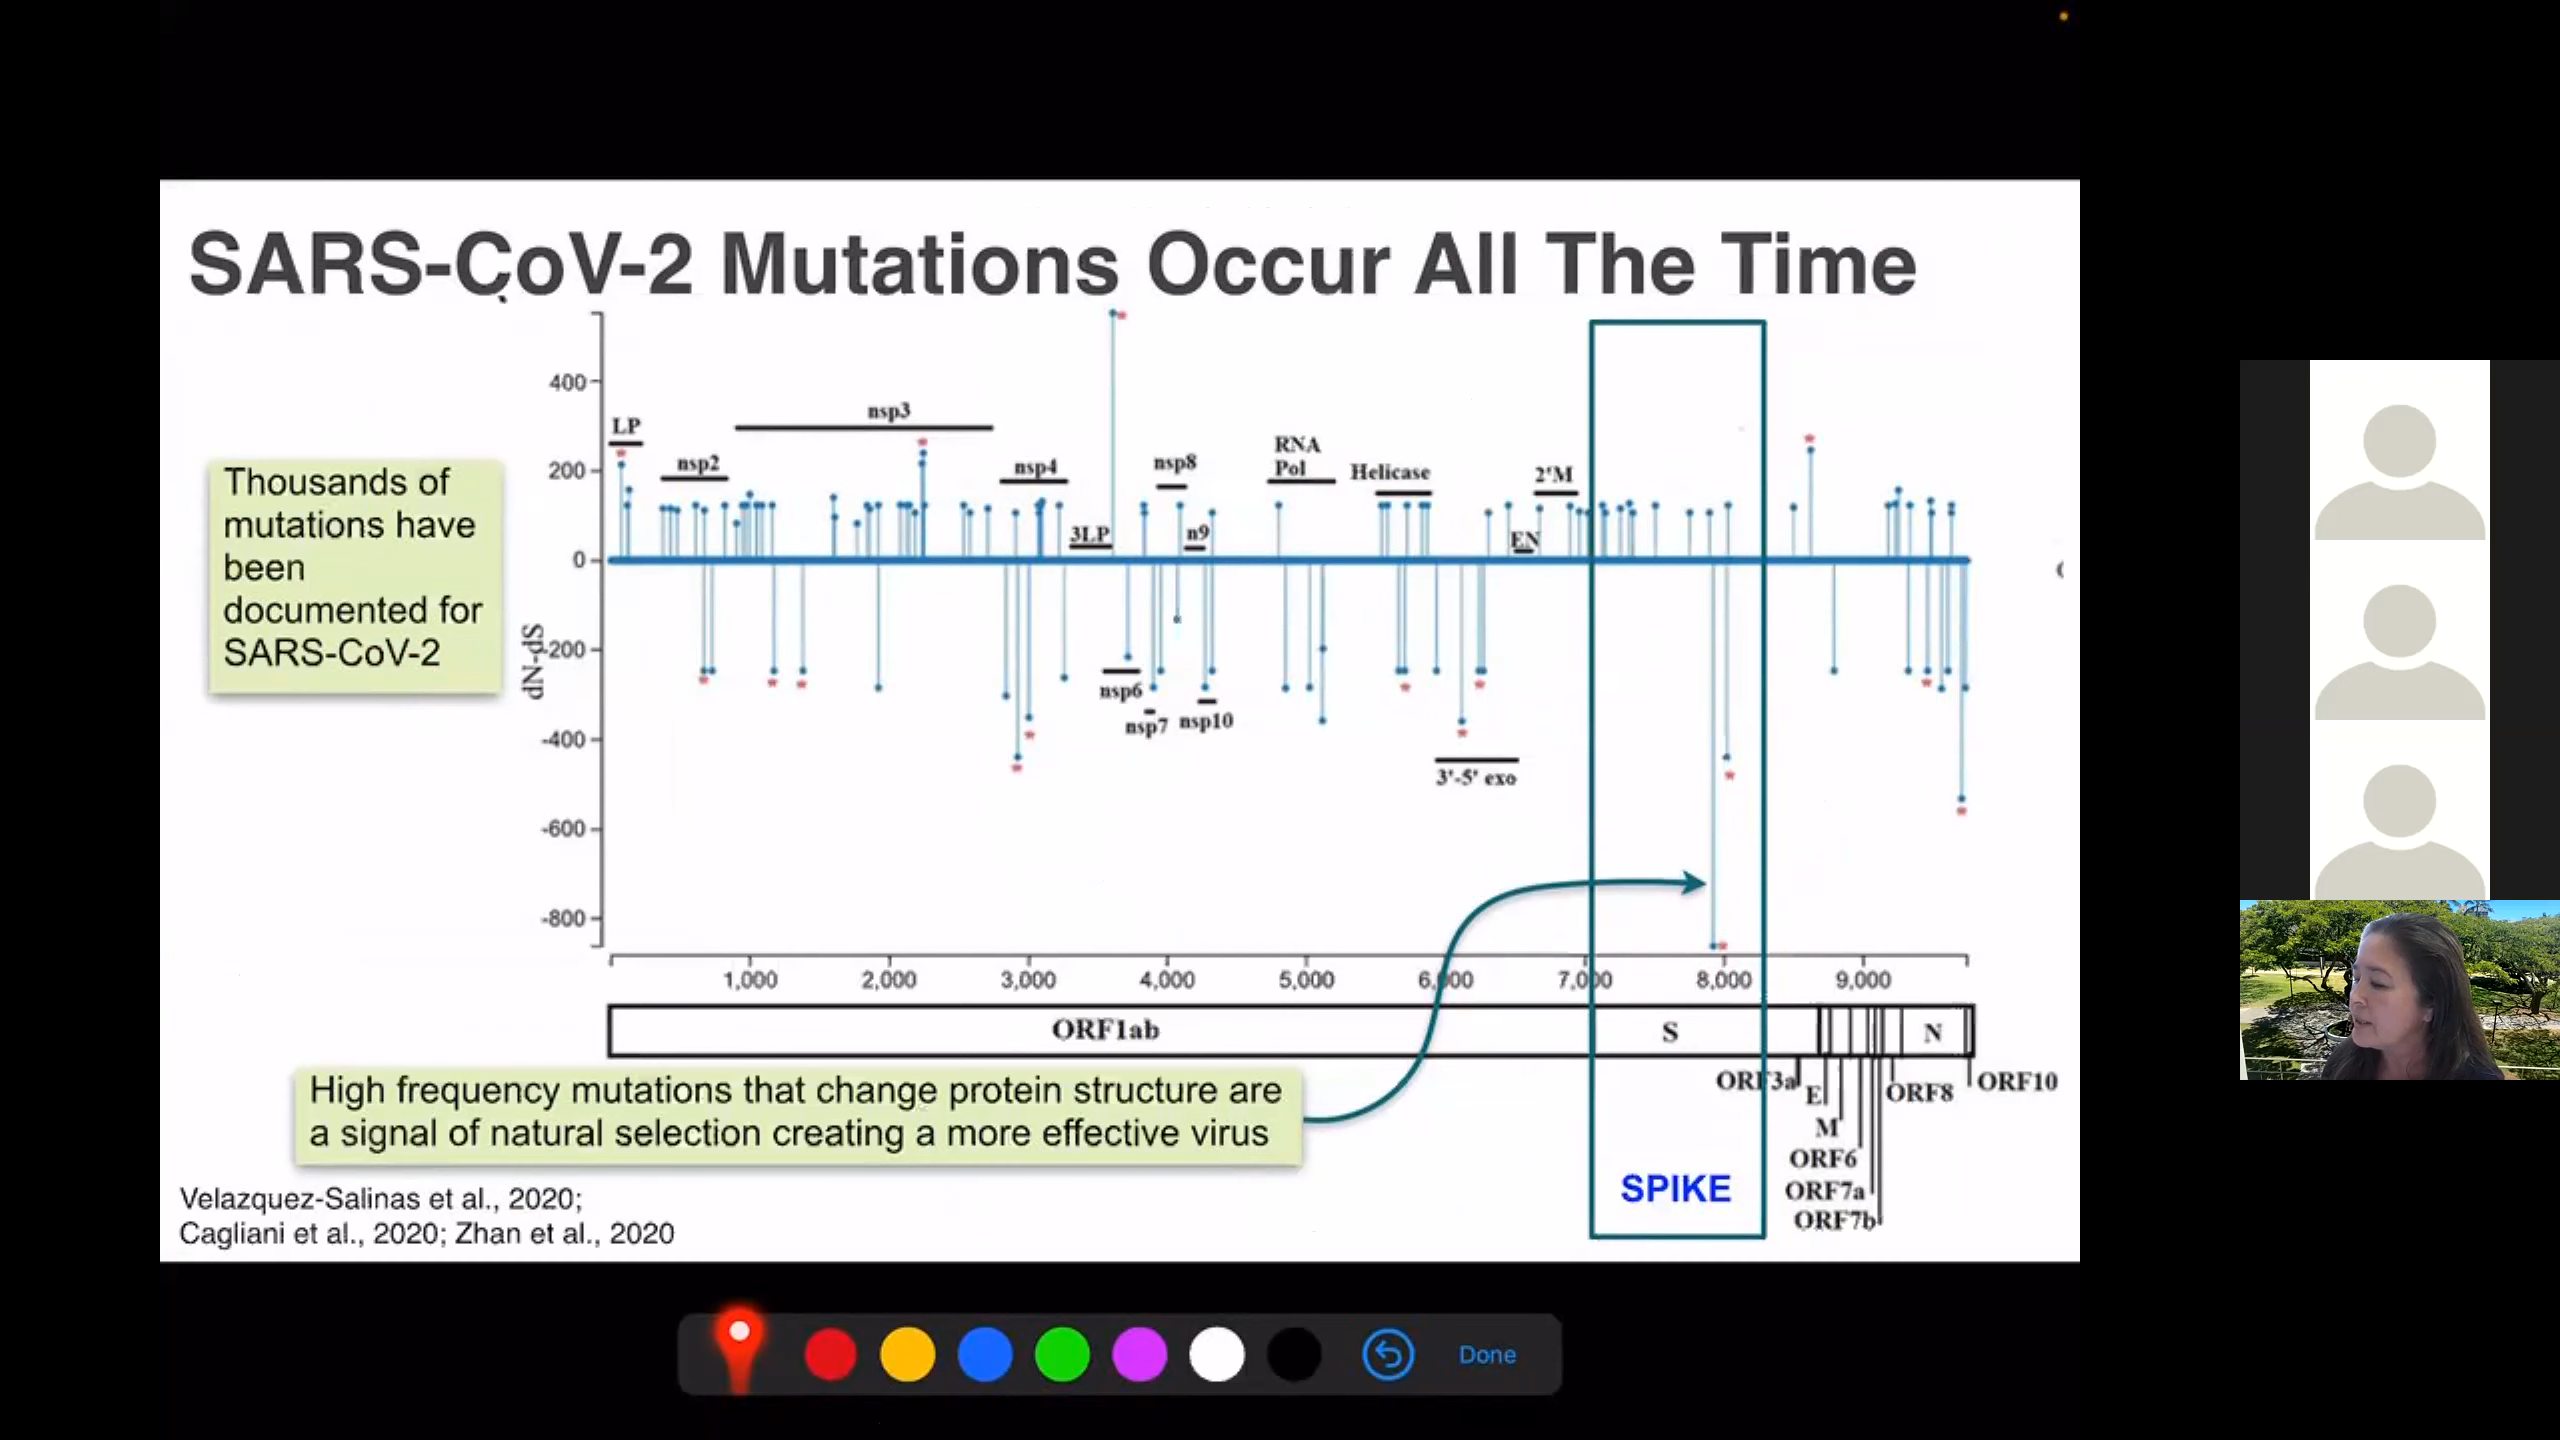 SARS-CoV-2 Mutations Occur All The Time
Thousands of
mutations have
been
documented for
SARS-CoV-2
dN-dS
400
200
0
-200
-400
-600
-800
LP
nsp2
nsp3
nsp4
3LP
nsp8
n9
RNA
Pol
Helicase
EN
2'M
nsp6
nsp7
nsp10
3'-5' exo
1,000
2,000
3,000
4,000
5,000
6,000
7,000
8,000
9,000
ORF1ab
S
N
ORF3a
E
M
ORF6
ORF7a
ORF7b
ORF8
ORF10
High frequency mutations that change protein structure are
a signal of natural selection creating a more effective virus
SPIKE
Velazquez-Salinas et al., 2020;
Cagliani et al., 2020; Zhan et al., 2020
Done